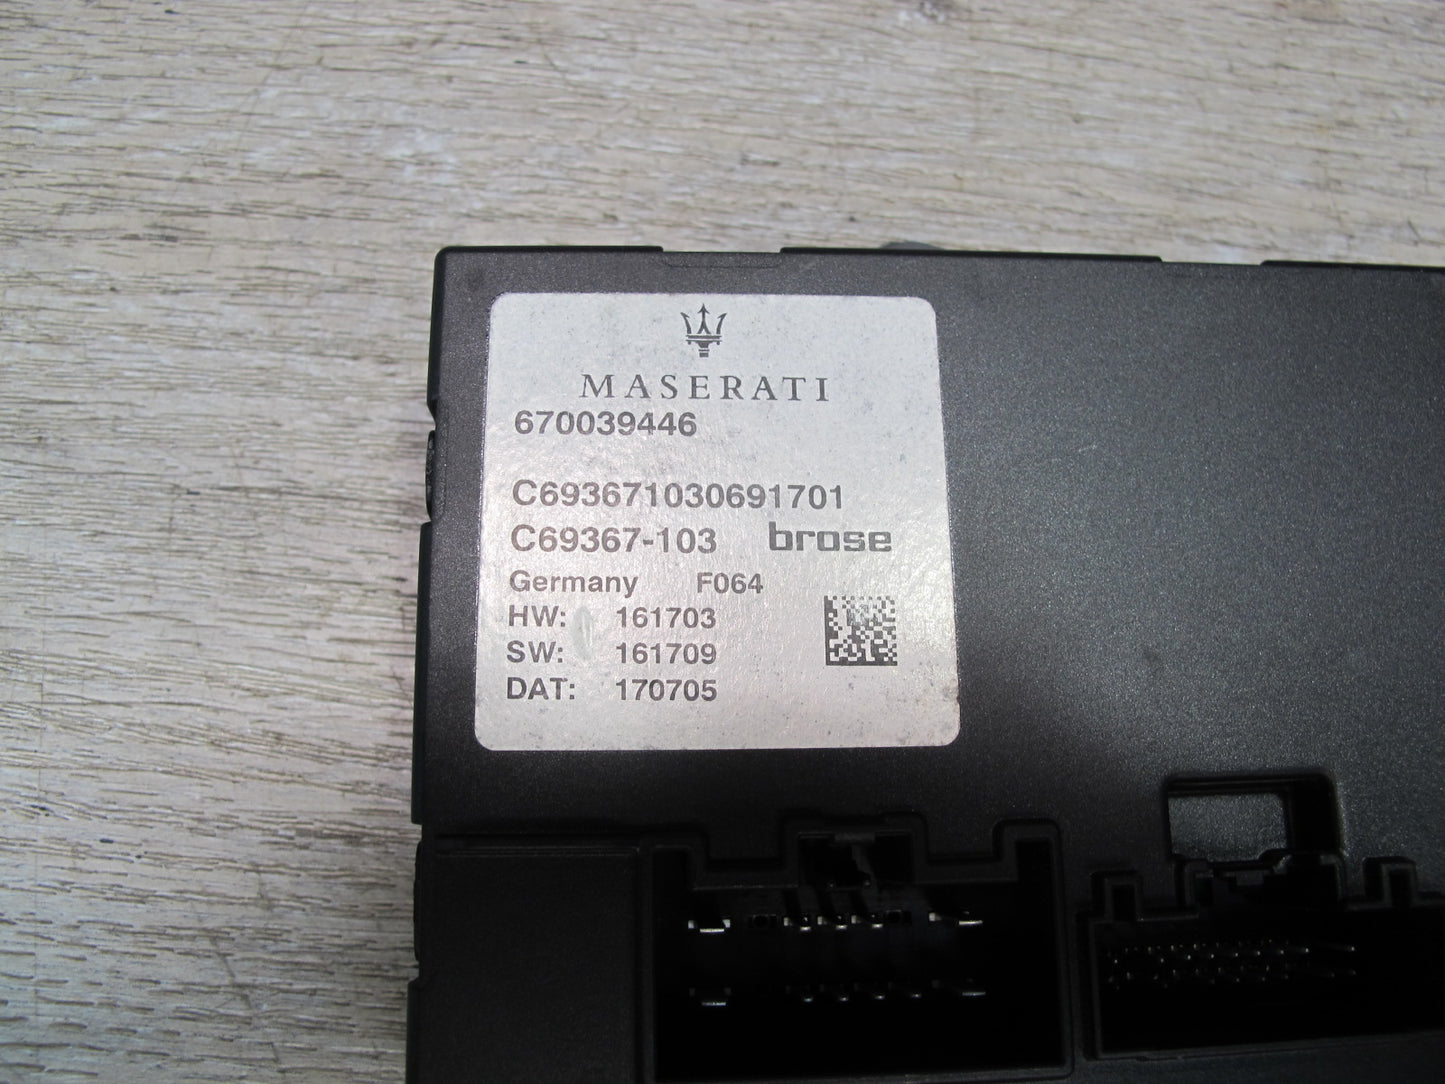 MASERATI
670039446
C693671030691701
C69367-103 brose
Germany F064
HW: 161703
SW: 161709
DAT: 170705